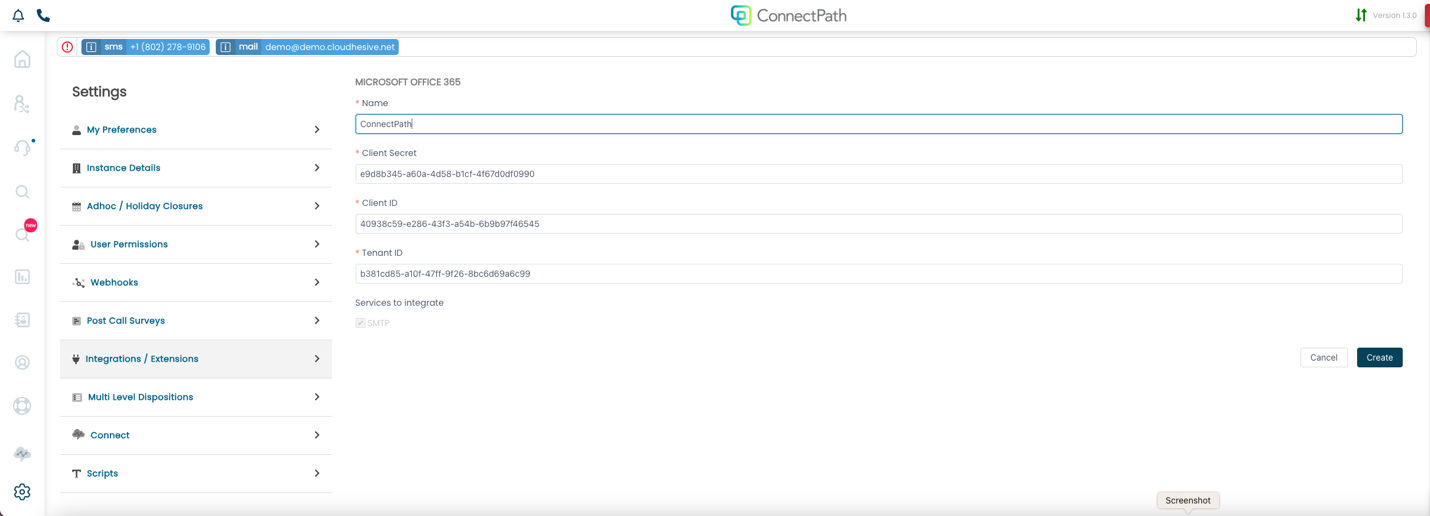 ConnectPath
Version 1.3.0
sms +1 (802) 278-9106 mail demo@demo.cloudhesive.net
Settings
My Preferences
Instance Details
Adhoc / Holiday Closures
User Permissions
new
Webhooks
Post Call Surveys
Integrations / Extensions
Multi Level Dispositions
Connect
Scripts
MICROSOFT OFFICE 365
* Name
ConnectPath
* Client Secret
e9d8b345-a60a-4d58-b1cf-4f67d0df0990
* Client ID
40938c59-e286-43f3-a54b-6b9b97f46545
* Tenant ID
b381cd85-a10f-47ff-9f26-8bc6d69a6c99
Services to integrate
SMTP
Cancel Create
Screenshot